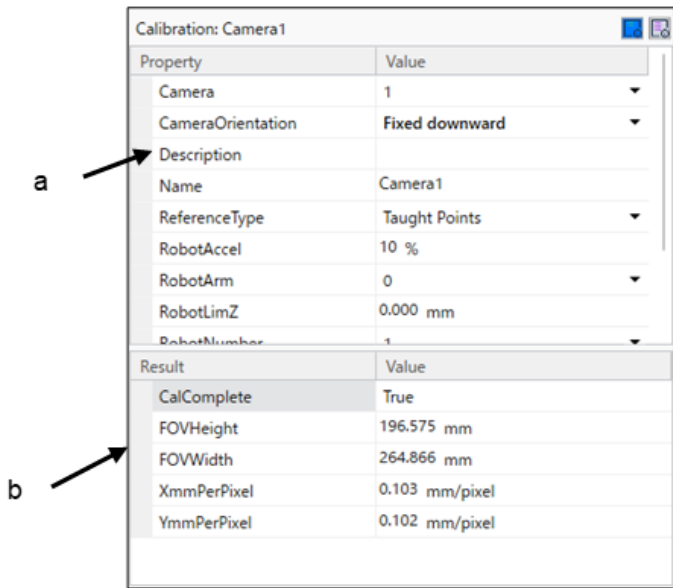 Calibration: Camera1
Property Value
Camera 1
CameraOrientation Fixed downward
Description
a
Name Camera1
ReferenceType Taught Points
RobotAccel 10 %
RobotArm 0
RobotLimZ 0.000 mm
RobotNumber 1
Result Value
CalComplete True
FOVHeight 196.575 mm
FOVWidth 264.866 mm
b
XmmPerPixel 0.103 mm/pixel
YmmPerPixel 0.102 mm/pixel